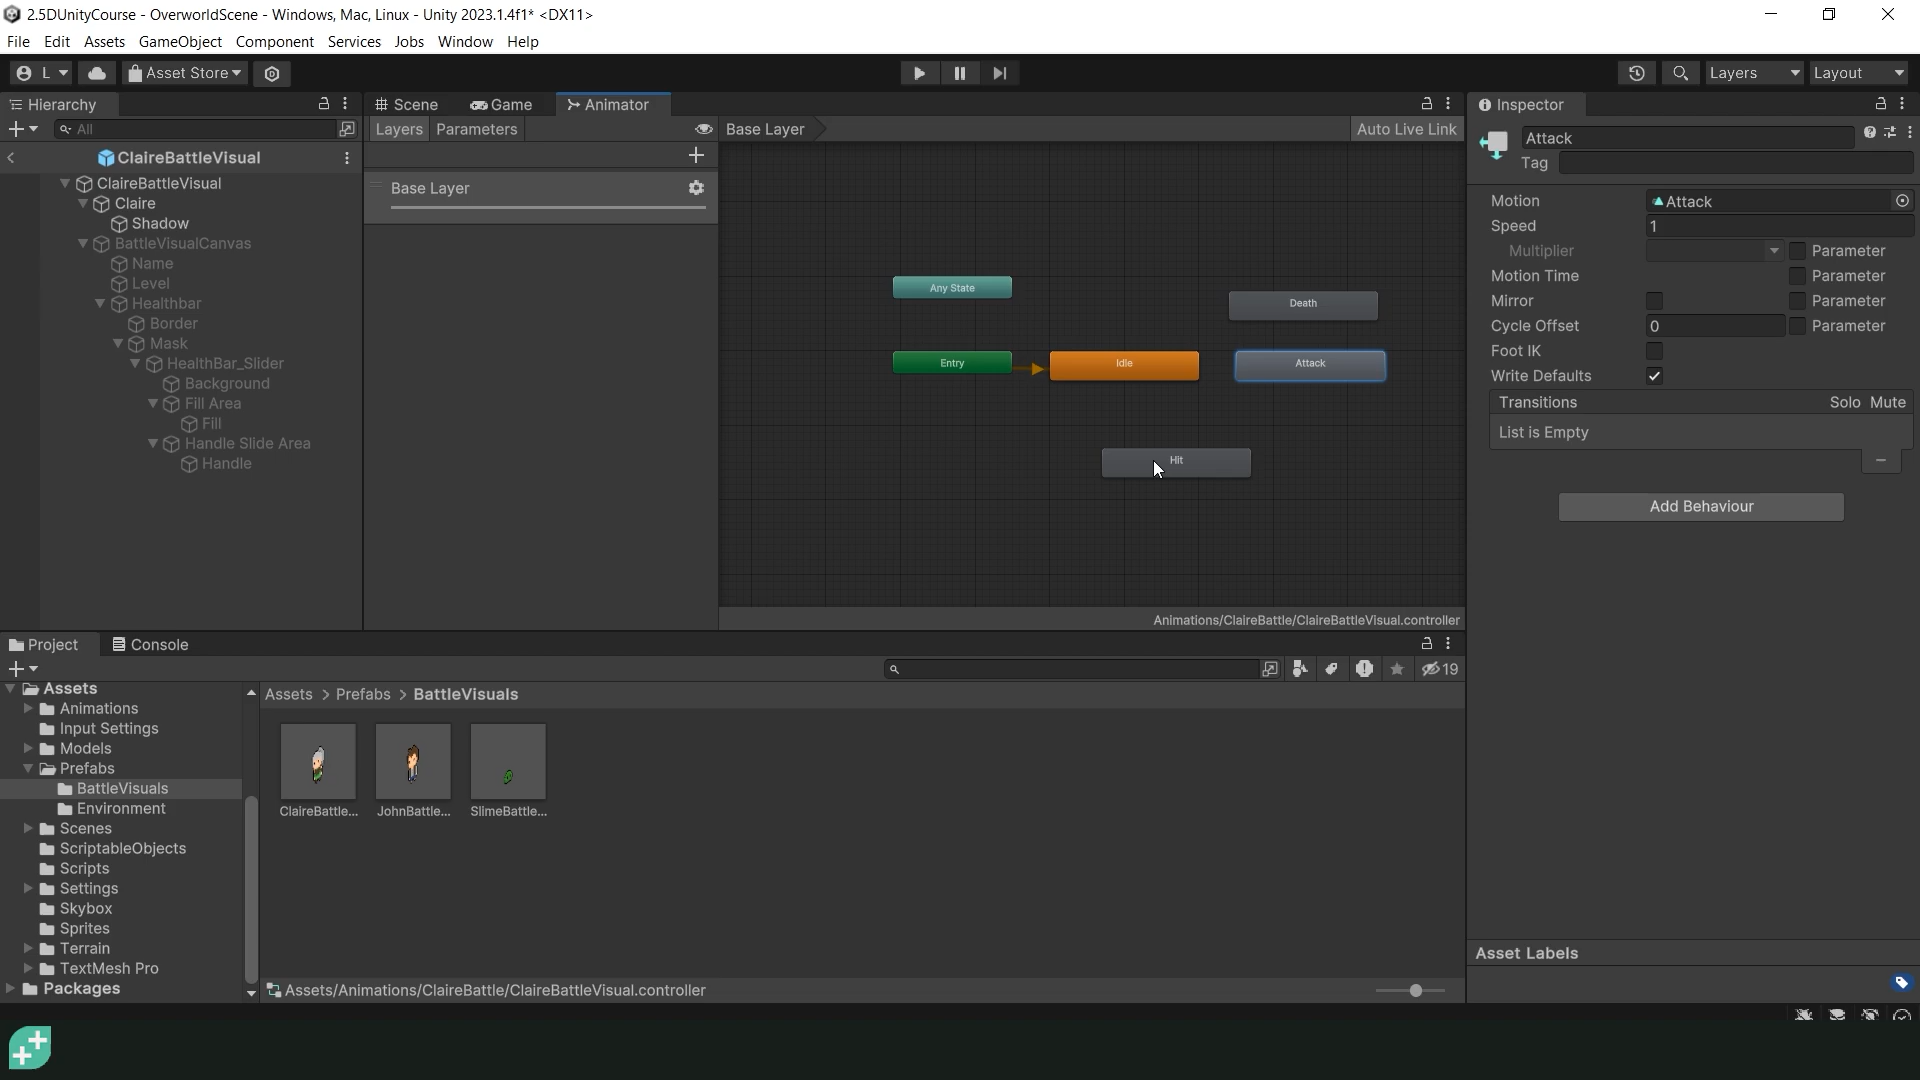 2.5DUnityCourse - OverworldScene - Windows, Mac, Linux - Unity 2023.1.4f1* <DX11>
File Edit Assets GameObject Component Services Jobs Window Help
L Asset Store Layers Layout
Hierarchy
All
ClaireBattleVisual
ClaireBattleVisual
Claire
Shadow
BattleVisualCanvas
Name
Level
Healthbar
Border
Mask
HealthBar_Slider
Background
Fill Area
Fill
Handle Slide Area
Handle
Scene Game Animator
Layers Parameters Base Layer Auto Live Link
Base Layer
Any State
Death
Entry
Idle
Attack
Hit
Animations/ClaireBattle/ClaireBattleVisual.controller
Inspector
Attack
Tag
Motion Attack
Speed 1
Multiplier Parameter
Motion Time Parameter
Mirror Parameter
Cycle Offset 0 Parameter
Foot IK
Write Defaults
Transitions Solo Mute
List is Empty
Add Behaviour
Asset Labels
Project Console
19
Assets
Animations
Input Settings
Models
Prefabs
BattleVisuals
Environment
Scenes
ScriptableObjects
Scripts
Settings
Skybox
Sprites
Terrain
TextMesh Pro
Packages
Assets > Prefabs > BattleVisuals
ClaireBattle... JohnBattle... SlimeBattle...
Assets/Animations/ClaireBattle/ClaireBattleVisual.controller